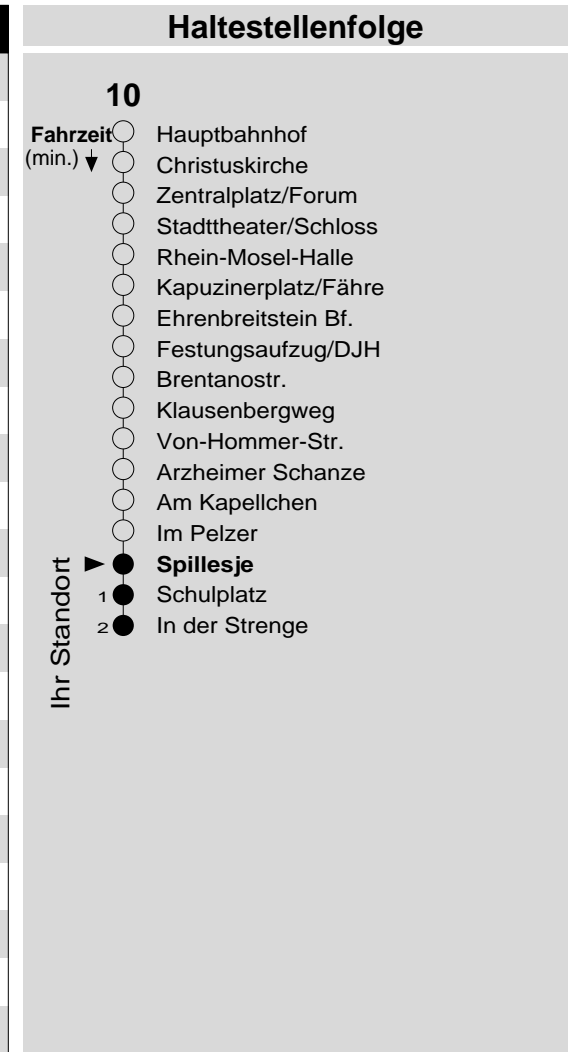 Haltestellenfolge
10
Fahrzeit Hauptbahnhof
(min.) Christuskirche
Zentralplatz/Forum
Stadttheater/Schloss
Rhein-Mosel-Halle
Kapuzinerplatz/Fähre
Ehrenbreitstein Bf.
Festungsaufzug/DJH
Brentanostr.
Klausenbergweg
Von-Hommer-Str.
Arzheimer Schanze
Am Kapellchen
Im Pelzer
Spillesje
1 Schulplatz
2 In der Strenge
Ihr Standort